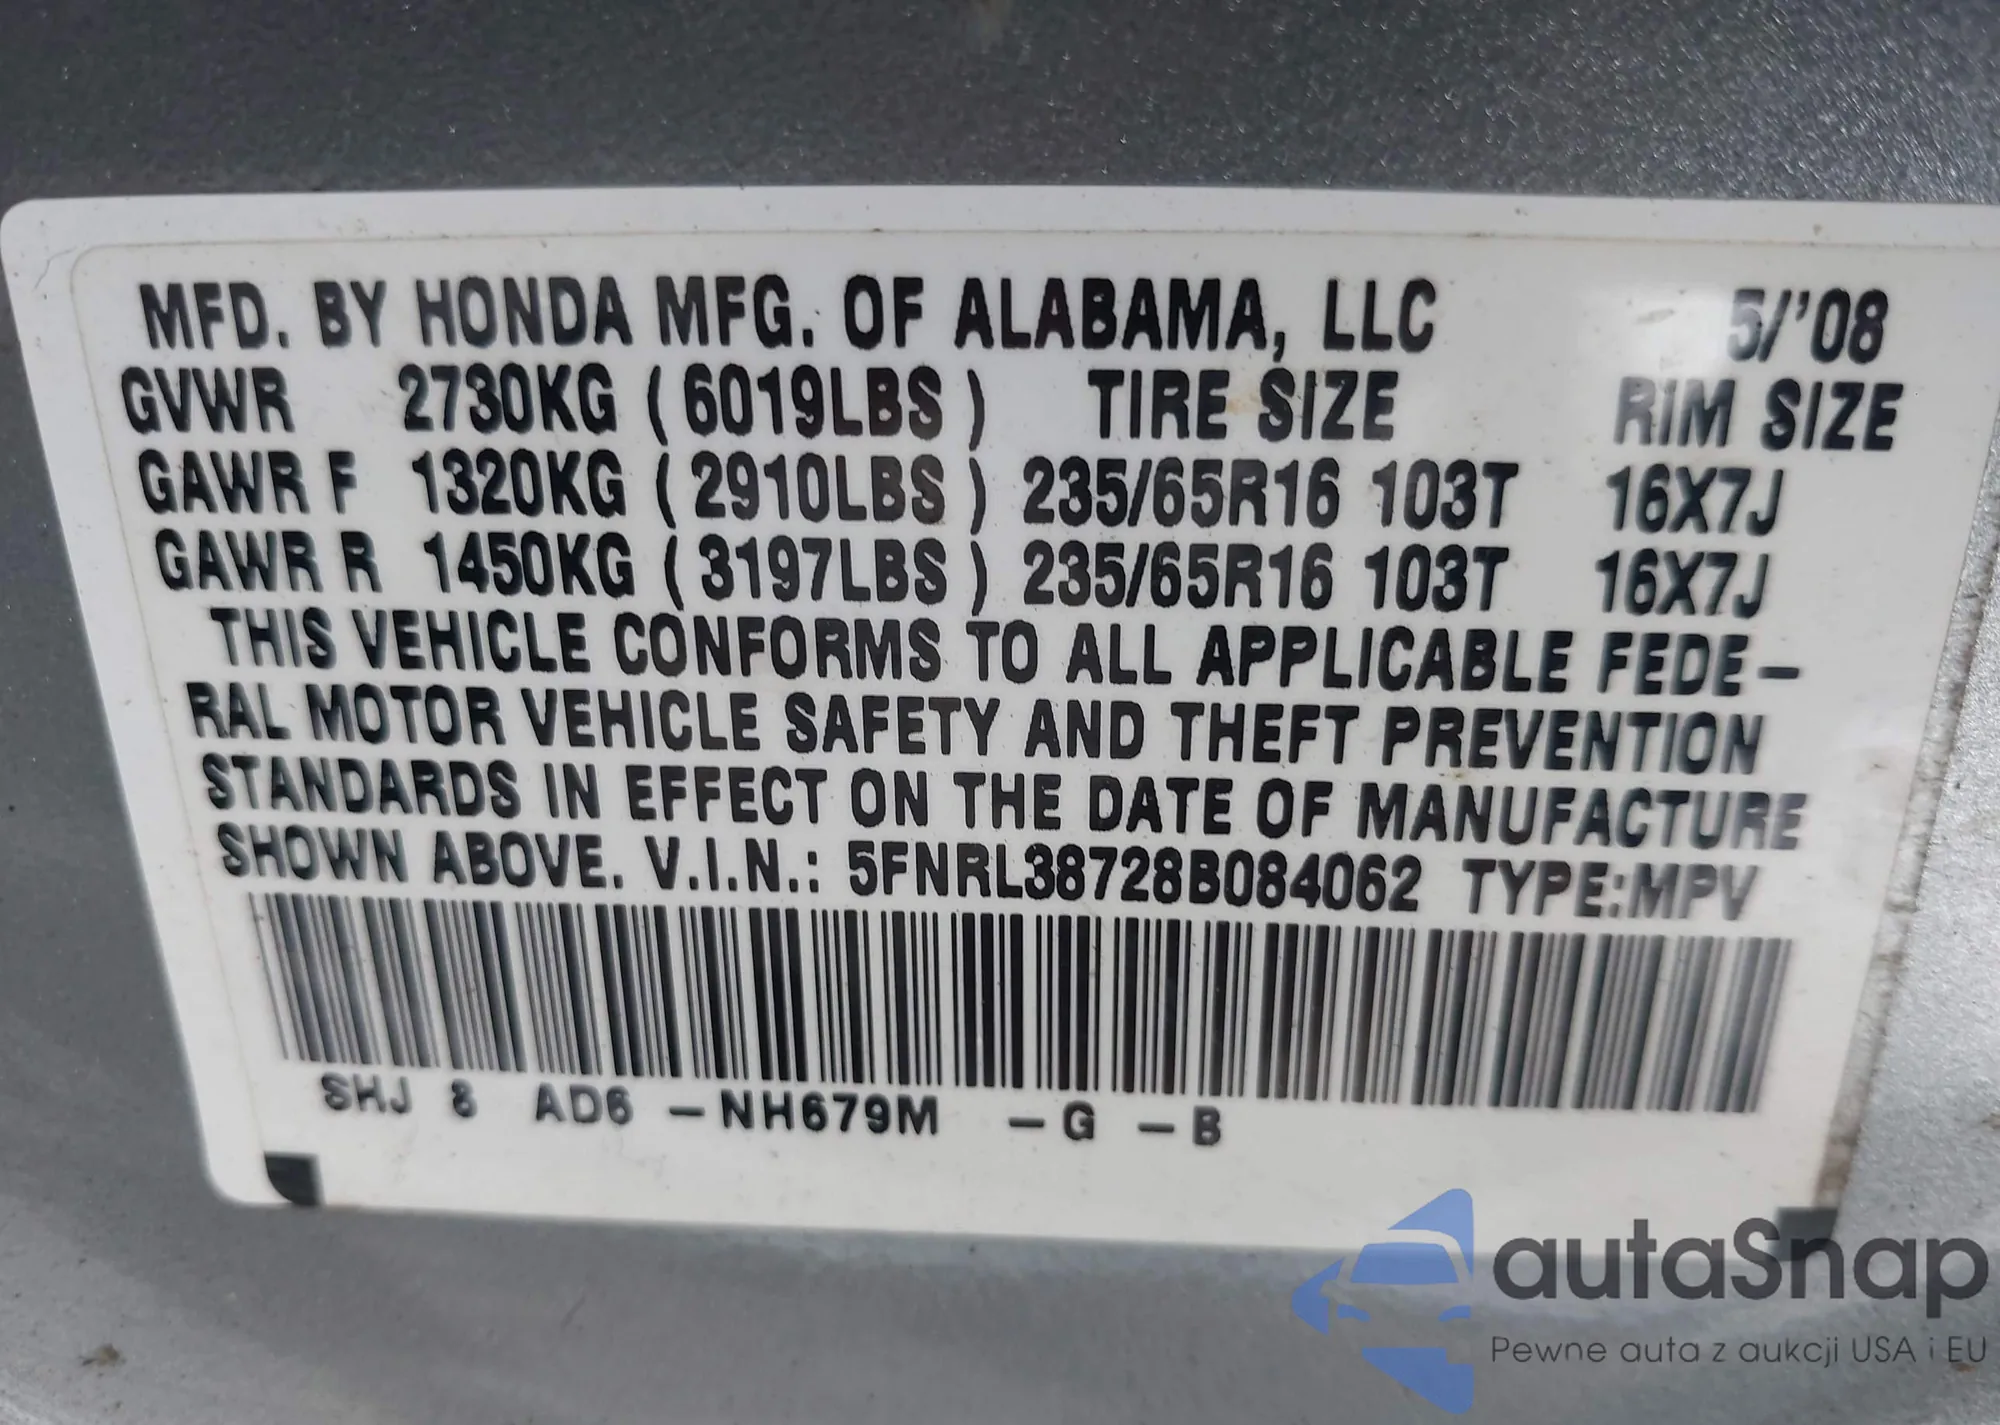 MFD. BY HONDA MFG. OF ALABAMA, LLC 5/'08
GVWR 2730KG (6019LBS) TIRE SIZE RIM SIZE
GAWR F 1320KG (2910LBS) 235/65R16 103T 16X7J
GAWR R 1450KG (3197LBS) 235/65R16 103T 16X7J
THIS VEHICLE CONFORMS TO ALL APPLICABLE FEDE-
RAL MOTOR VEHICLE SAFETY AND THEFT PREVENTION
STANDARDS IN EFFECT ON THE DATE OF MANUFACTURE
SHOWN ABOVE. V.I.N.: 5FNRL38728B084062 TYPE:MPV
SHJ 8 AD6 -NH679M -G -B
autaSnap
Pewne auta z aukcji USA i EU